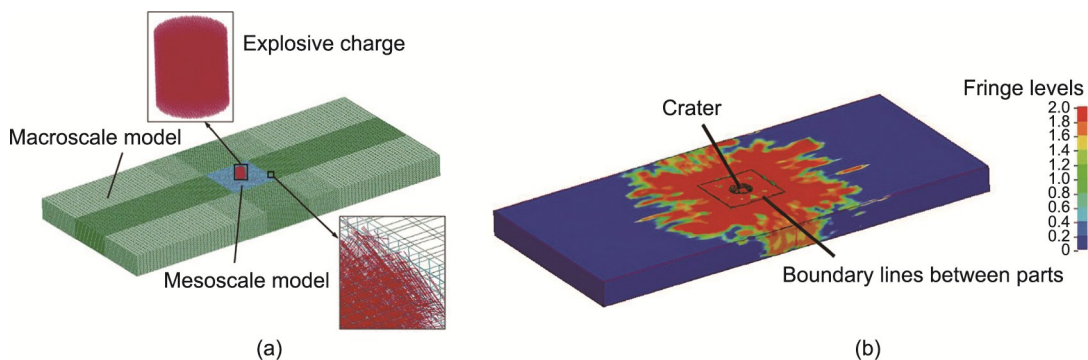 Explosive charge
Macroscale model
Mesoscale model
(a)
Crater
Boundary lines between parts
Fringe levels
2.0
1.8
1.6
1.4
1.2
1.0
0.8
0.6
0.4
0.2
0
(b)